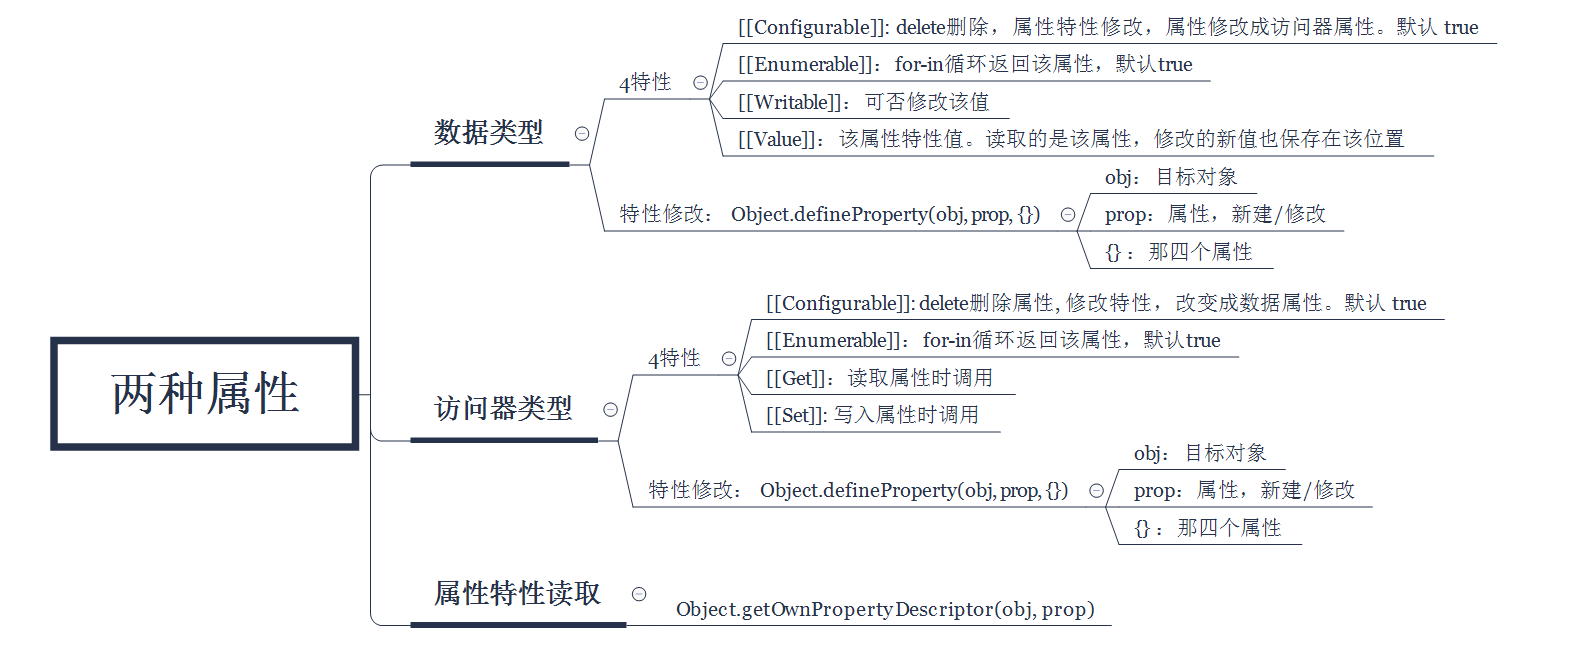 两种属性
数据类型
4特性
[[Configurable]]: delete删除，属性特性修改，属性修改成访问器属性。默认 true
[[Enumerable]]：for-in循环返回该属性，默认true
[[Writable]]：可否修改该值
[[Value]]：该属性特性值。读取的是该属性，修改的新值也保存在该位置
特性修改： Object.defineProperty(obj, prop, {})
obj：目标对象
prop：属性，新建/修改
{}：那四个属性
访问器类型
4特性
[[Configurable]]: delete删除属性, 修改特性，改变成数据属性。默认 true
[[Enumerable]]：for-in循环返回该属性，默认true
[[Get]]：读取属性时调用
[[Set]]: 写入属性时调用
特性修改： Object.defineProperty(obj, prop, {})
obj：目标对象
prop：属性，新建/修改
{}：那四个属性
属性特性读取
Object.getOwnPropertyDescriptor(obj, prop)